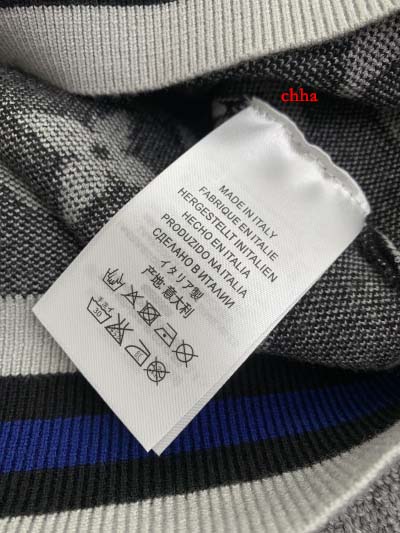 chha
MADE IN ITALY
FABRIQUE EN ITALIE
HERGESTELLT IN ITALIEN
HECHO EN ITALIA
PRODUZIDO NA ITALIA
СДЕЛАНО В ИТАЛИИ
イタリア製
产地:意大利
30